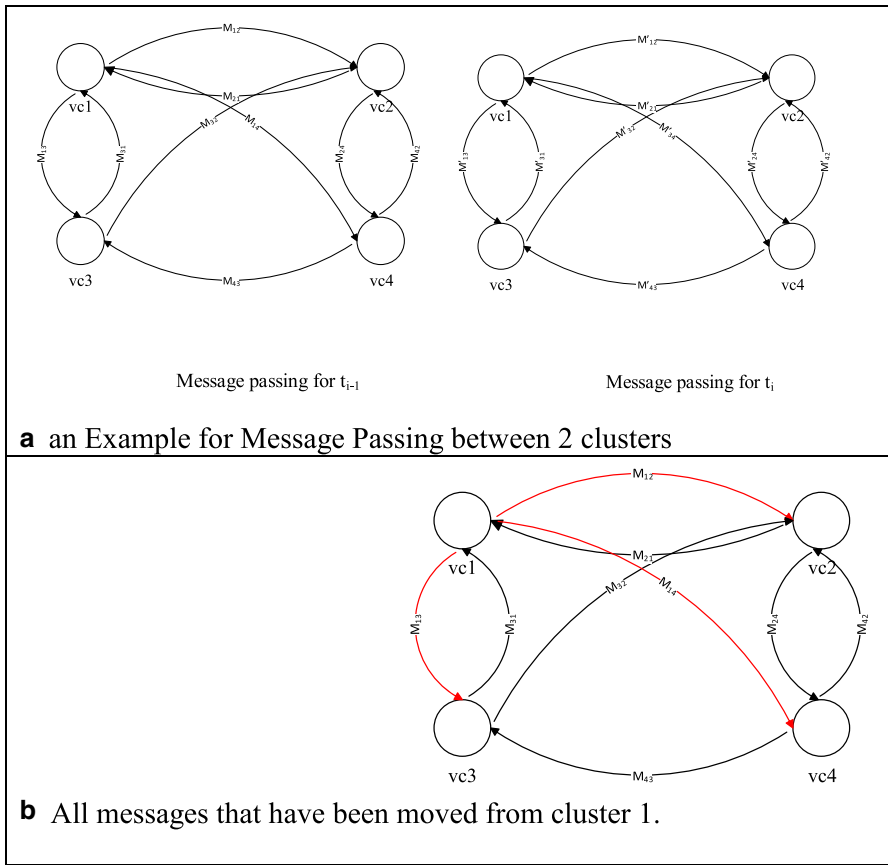 M₁₂
vc1
vc2
M₂₁
M₃₂
M₁₄
M₁₃
M₃₁
M₂₄
M₄₂
vc3
vc4
M₄₃
Message passing for tᵢ₋₁
M'₁₂
vc1
vc2
M'₂₁
M'₃₂
M'₃₄
M'₁₃
M'₃₁
M'₂₄
M'₄₂
vc3
vc4
M'₄₃
Message passing for tᵢ
a an Example for Message Passing between 2 clusters
M₁₂
vc1
vc2
M₂₁
M₃₂
M₁₄
M₁₃
M₃₁
M₂₄
M₄₂
vc3
vc4
M₄₃
b All messages that have been moved from cluster 1.